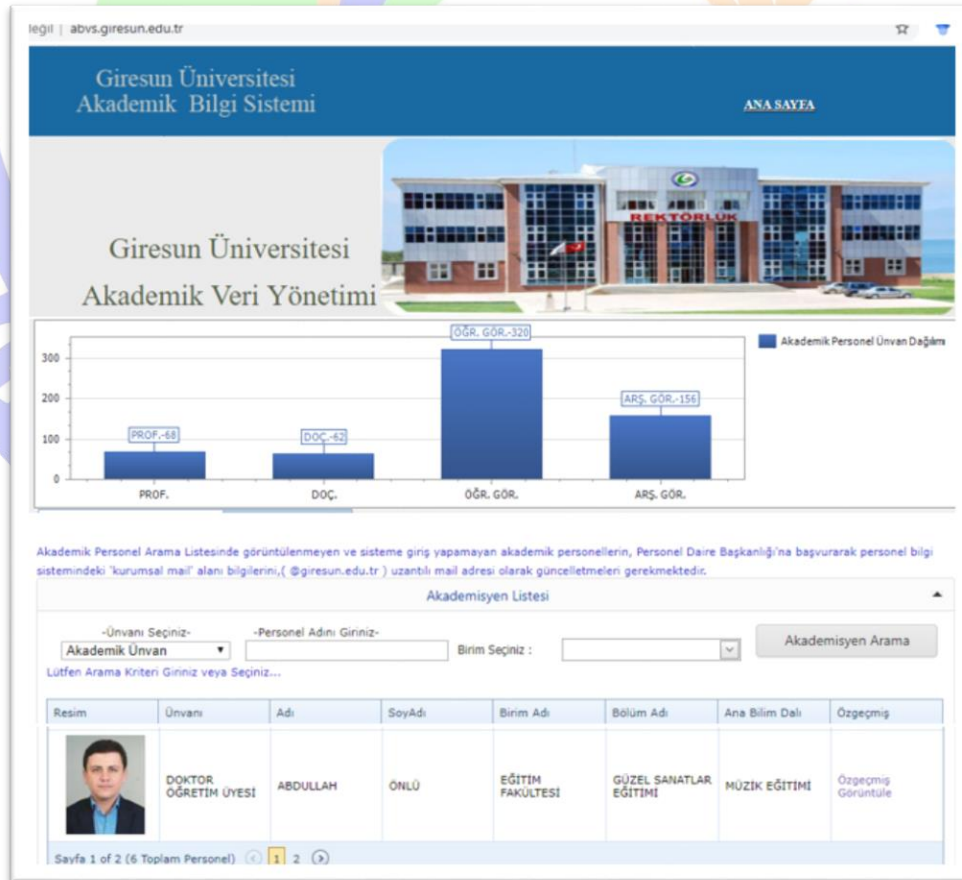 leğil | abvs.giresun.edu.tr
Giresun Üniversitesi
Akademik Bilgi Sistemi
ANA SAYFA
REKTÖRLUK
Giresun Üniversitesi
Akademik Veri Yönetimi
ÖĞR. GÖR.-320
Akademik Personel Ünvan Dağılımı
300
200
ARŞ. GÖR.-156
PROF.-68
DOÇ.-62
100
0
PROF. DOÇ. ÖĞR. GÖR. ARŞ. GÖR.
Akademik Personel Arama Listesinde görüntülenmeyen ve sisteme giriş yapamayan akademik personellerin, Personel Daire Başkanlığı'na başvurarak personel bilgi
sistemindeki 'kurumsal mail' alanı bilgilerini,( @giresun.edu.tr ) uzantılı mail adresi olarak güncelletmeleri gerekmektedir.
Akademisyen Listesi
-Ünvanı Seçiniz- -Personel Adını Giriniz-
Akademik Ünvan Birim Seçiniz : Akademisyen Arama
Lütfen Arama Kriteri Giriniz veya Seçiniz...
Resim Ünvanı Adı SoyAdı Birim Adı Bölüm Adı Ana Bilim Dalı Özgeçmiş
DOKTOR ÖĞRETİM ÜYESİ ABDULLAH ÖNLÜ EĞİTİM FAKÜLTESİ GÜZEL SANATLAR EĞİTİMİ MÜZİK EĞİTİMİ Özgeçmiş Görüntüle
Sayfa 1 of 2 (6 Toplam Personel) 1 2